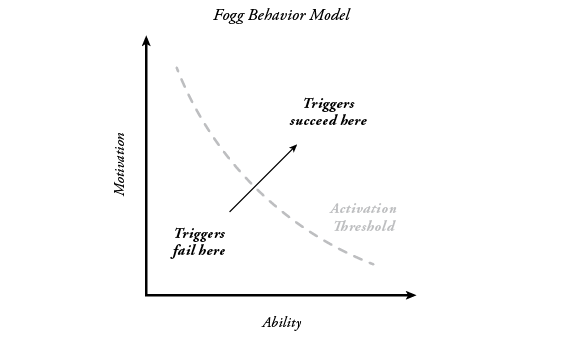 Fogg Behavior Model
Triggers
succeed here
Motivation
Activation
Threshold
Triggers
fail here
Ability